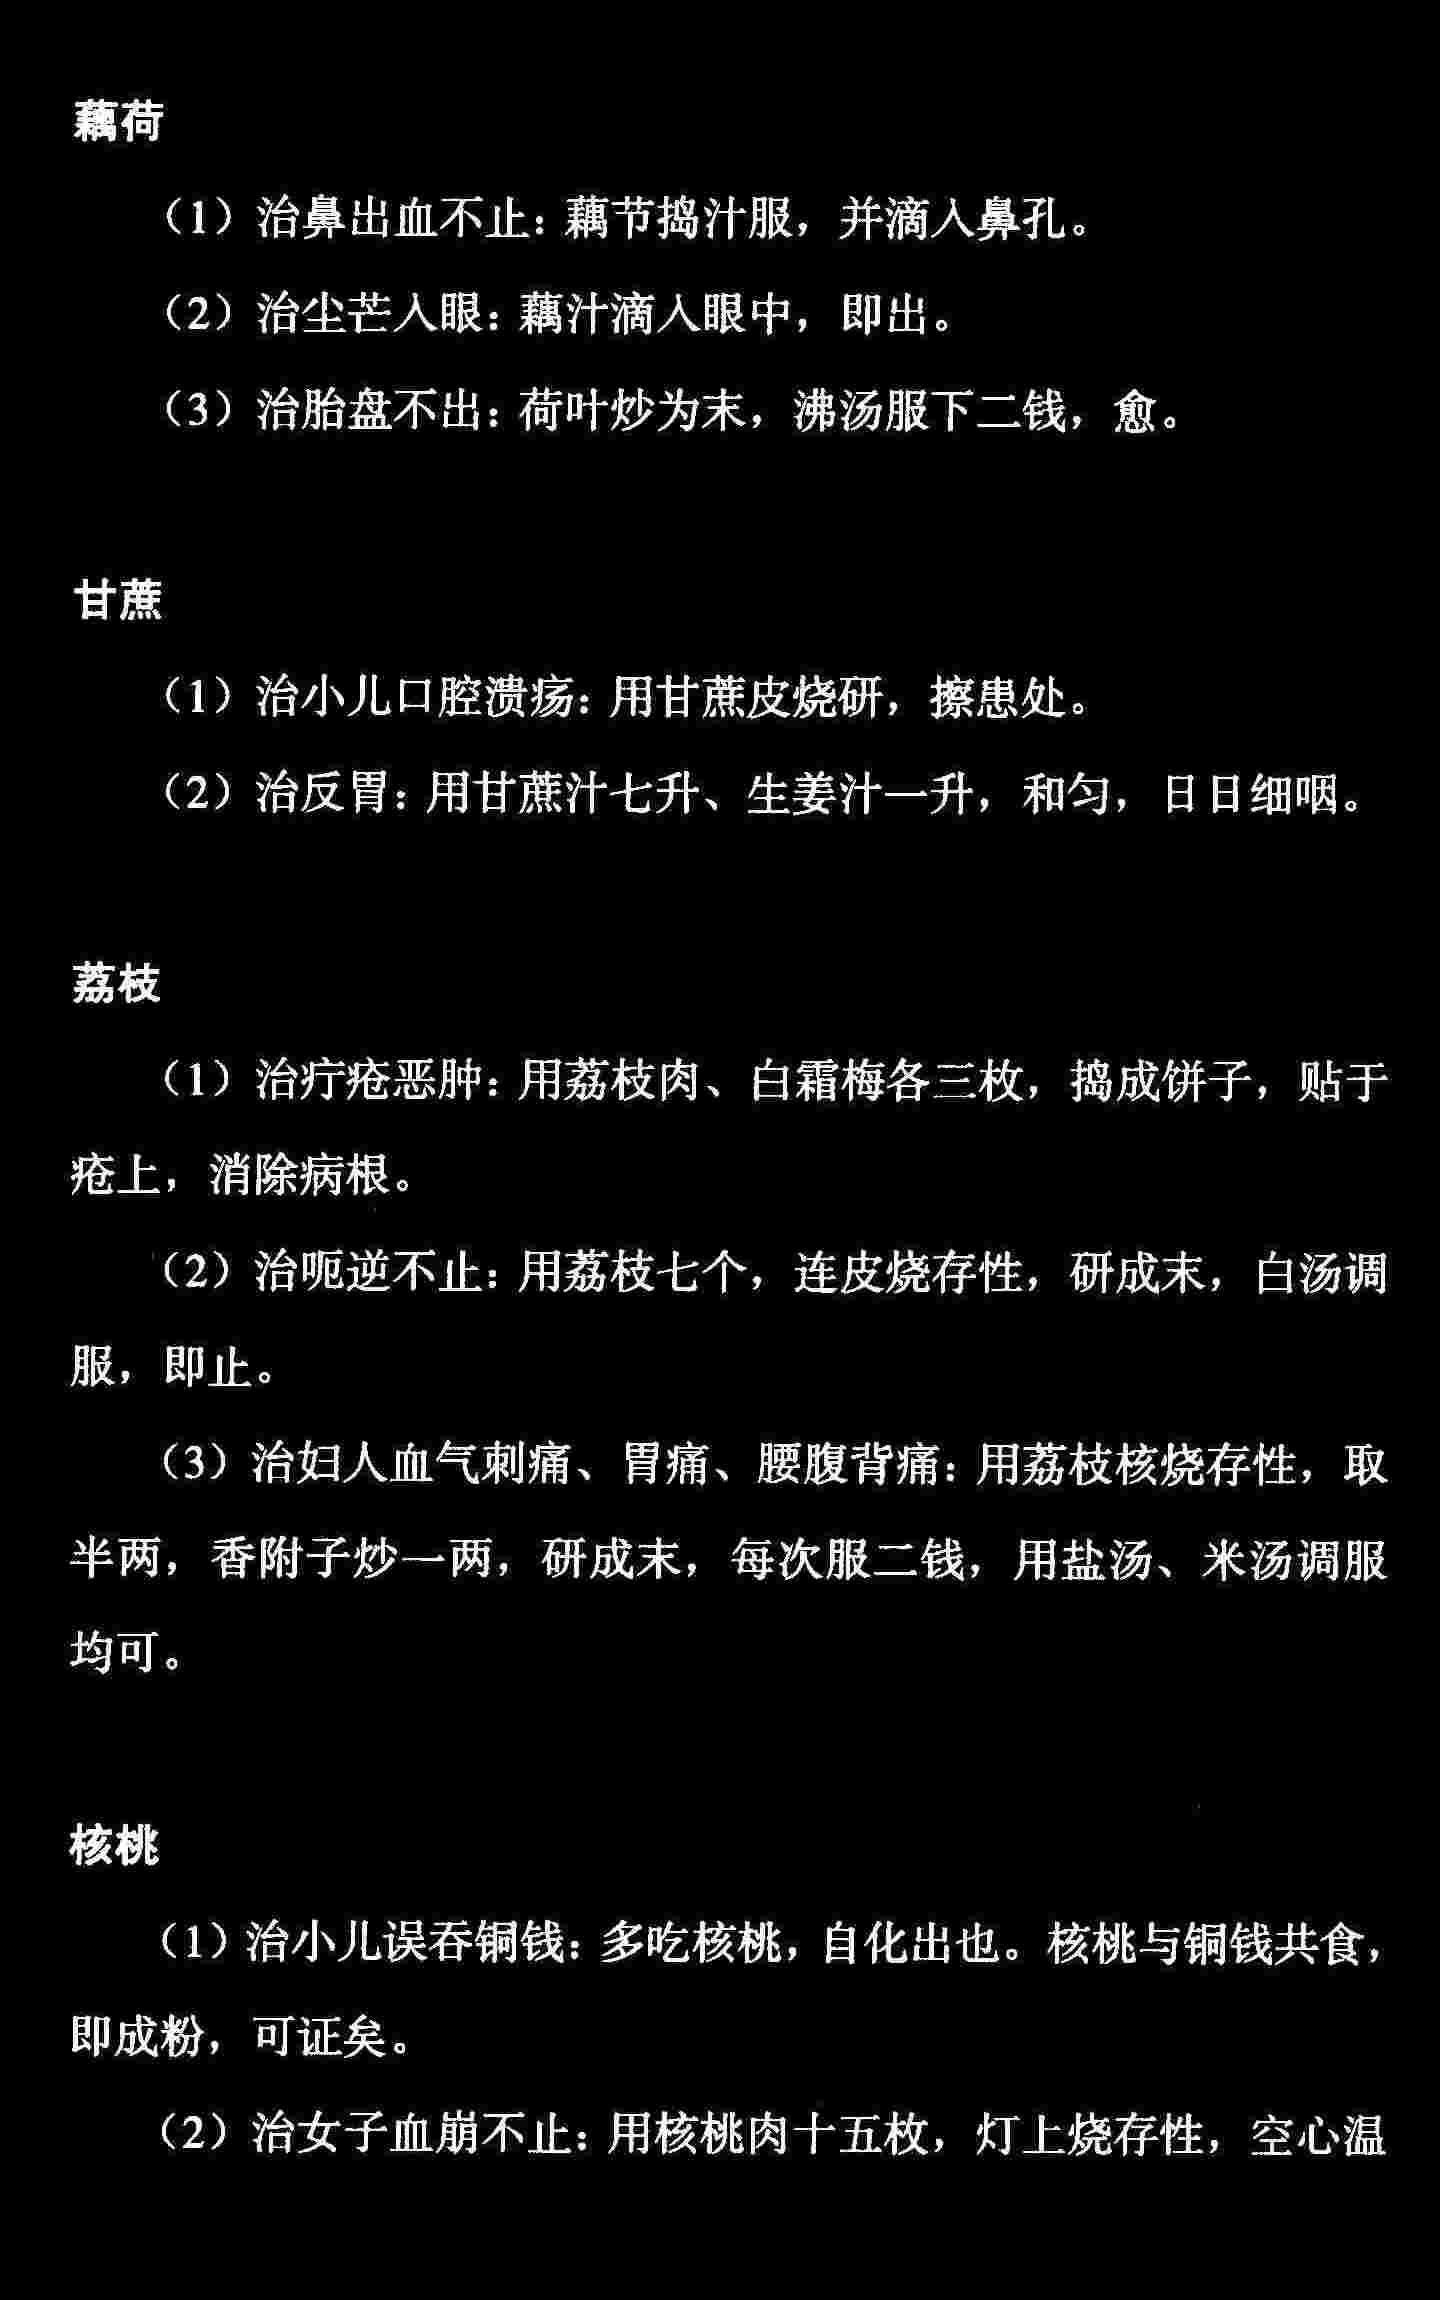 藕荷
（1）治鼻出血不止：藕节捣汁服，并滴入鼻孔。
（2）治尘芒入眼：藕汁滴入眼中，即出。
（3）治胎盘不出：荷叶炒为末，沸汤服下二钱，愈。
甘蔗
（1）治小儿口腔溃疡：用甘蔗皮烧研，擦患处。
（2）治反胃：用甘蔗汁七升、生姜汁一升，和匀，日日细咽。
荔枝
（1）治疔疮恶肿：用荔枝肉、白霜梅各三枚，捣成饼子，贴于
疮上，消除病根。
（2）治呃逆不止：用荔枝七个，连皮烧存性，研成末，白汤调
服，即止。
（3）治妇人血气刺痛、胃痛、腰腹背痛：用荔枝核烧存性，取
半两，香附子炒一两，研成末，每次服二钱，用盐汤、米汤调服
均可。
核桃
（1）治小儿误吞铜钱：多吃核桃，自化出也。核桃与铜钱共食，
即成粉，可证矣。
（2）治女子血崩不止：用核桃肉十五枚，灯上烧存性，空心温